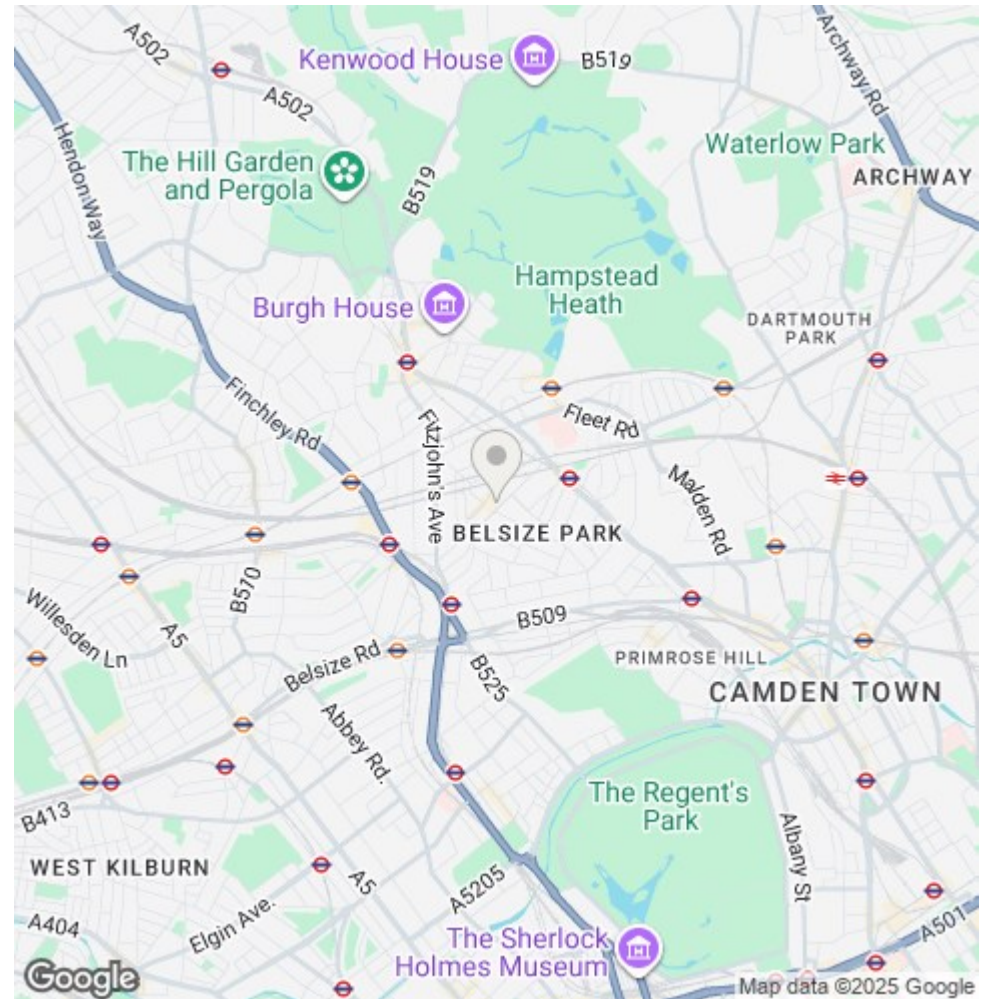 A502
Kenwood House
B519
Archway Rd
A502
Hendon Way
The Hill Garden
and Pergola
B519
Waterlow Park
ARCHWAY
Hampstead
Heath
Burgh House
DARTMOUTH
PARK
Finchley Rd
Fitzjohn's Ave
Fleet Rd
Malden Rd
BELSIZE PARK
B570
Willesden Ln
A5
B509
Belsize Rd
B525
PRIMROSE HILL
CAMDEN TOWN
Abbey Rd.
The Regent's
Park
B413
Albany St
WEST KILBURN
A5
A5205
A404
Elgin Ave.
A501
The Sherlock
Holmes Museum
Google
Map data ©2025 Google